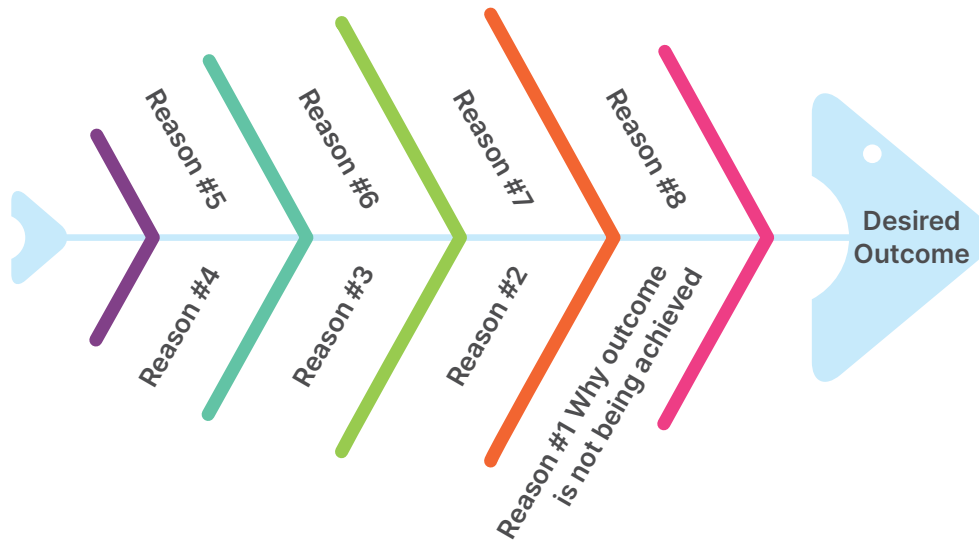 Reason #5
Reason #6
Reason #7
Reason #8
Desired
Outcome
Reason #4
Reason #3
Reason #2
Reason #1 Why outcome
is not being achieved